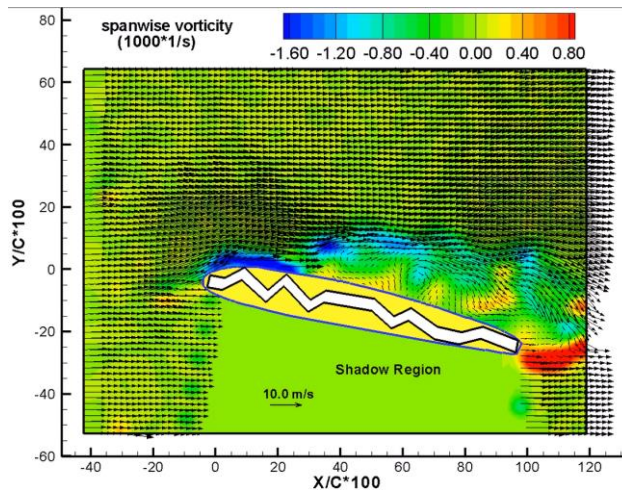 spanwise vorticity
(1000*1/s)
-1.60 -1.20 -0.80 -0.40 0.00 0.40 0.80
80
60
40
20
0
-20
-40
-60
Y/C*100
Shadow Region
10.0 m/s
-40 -20 0 20 40 60 80 100 120
X/C*100